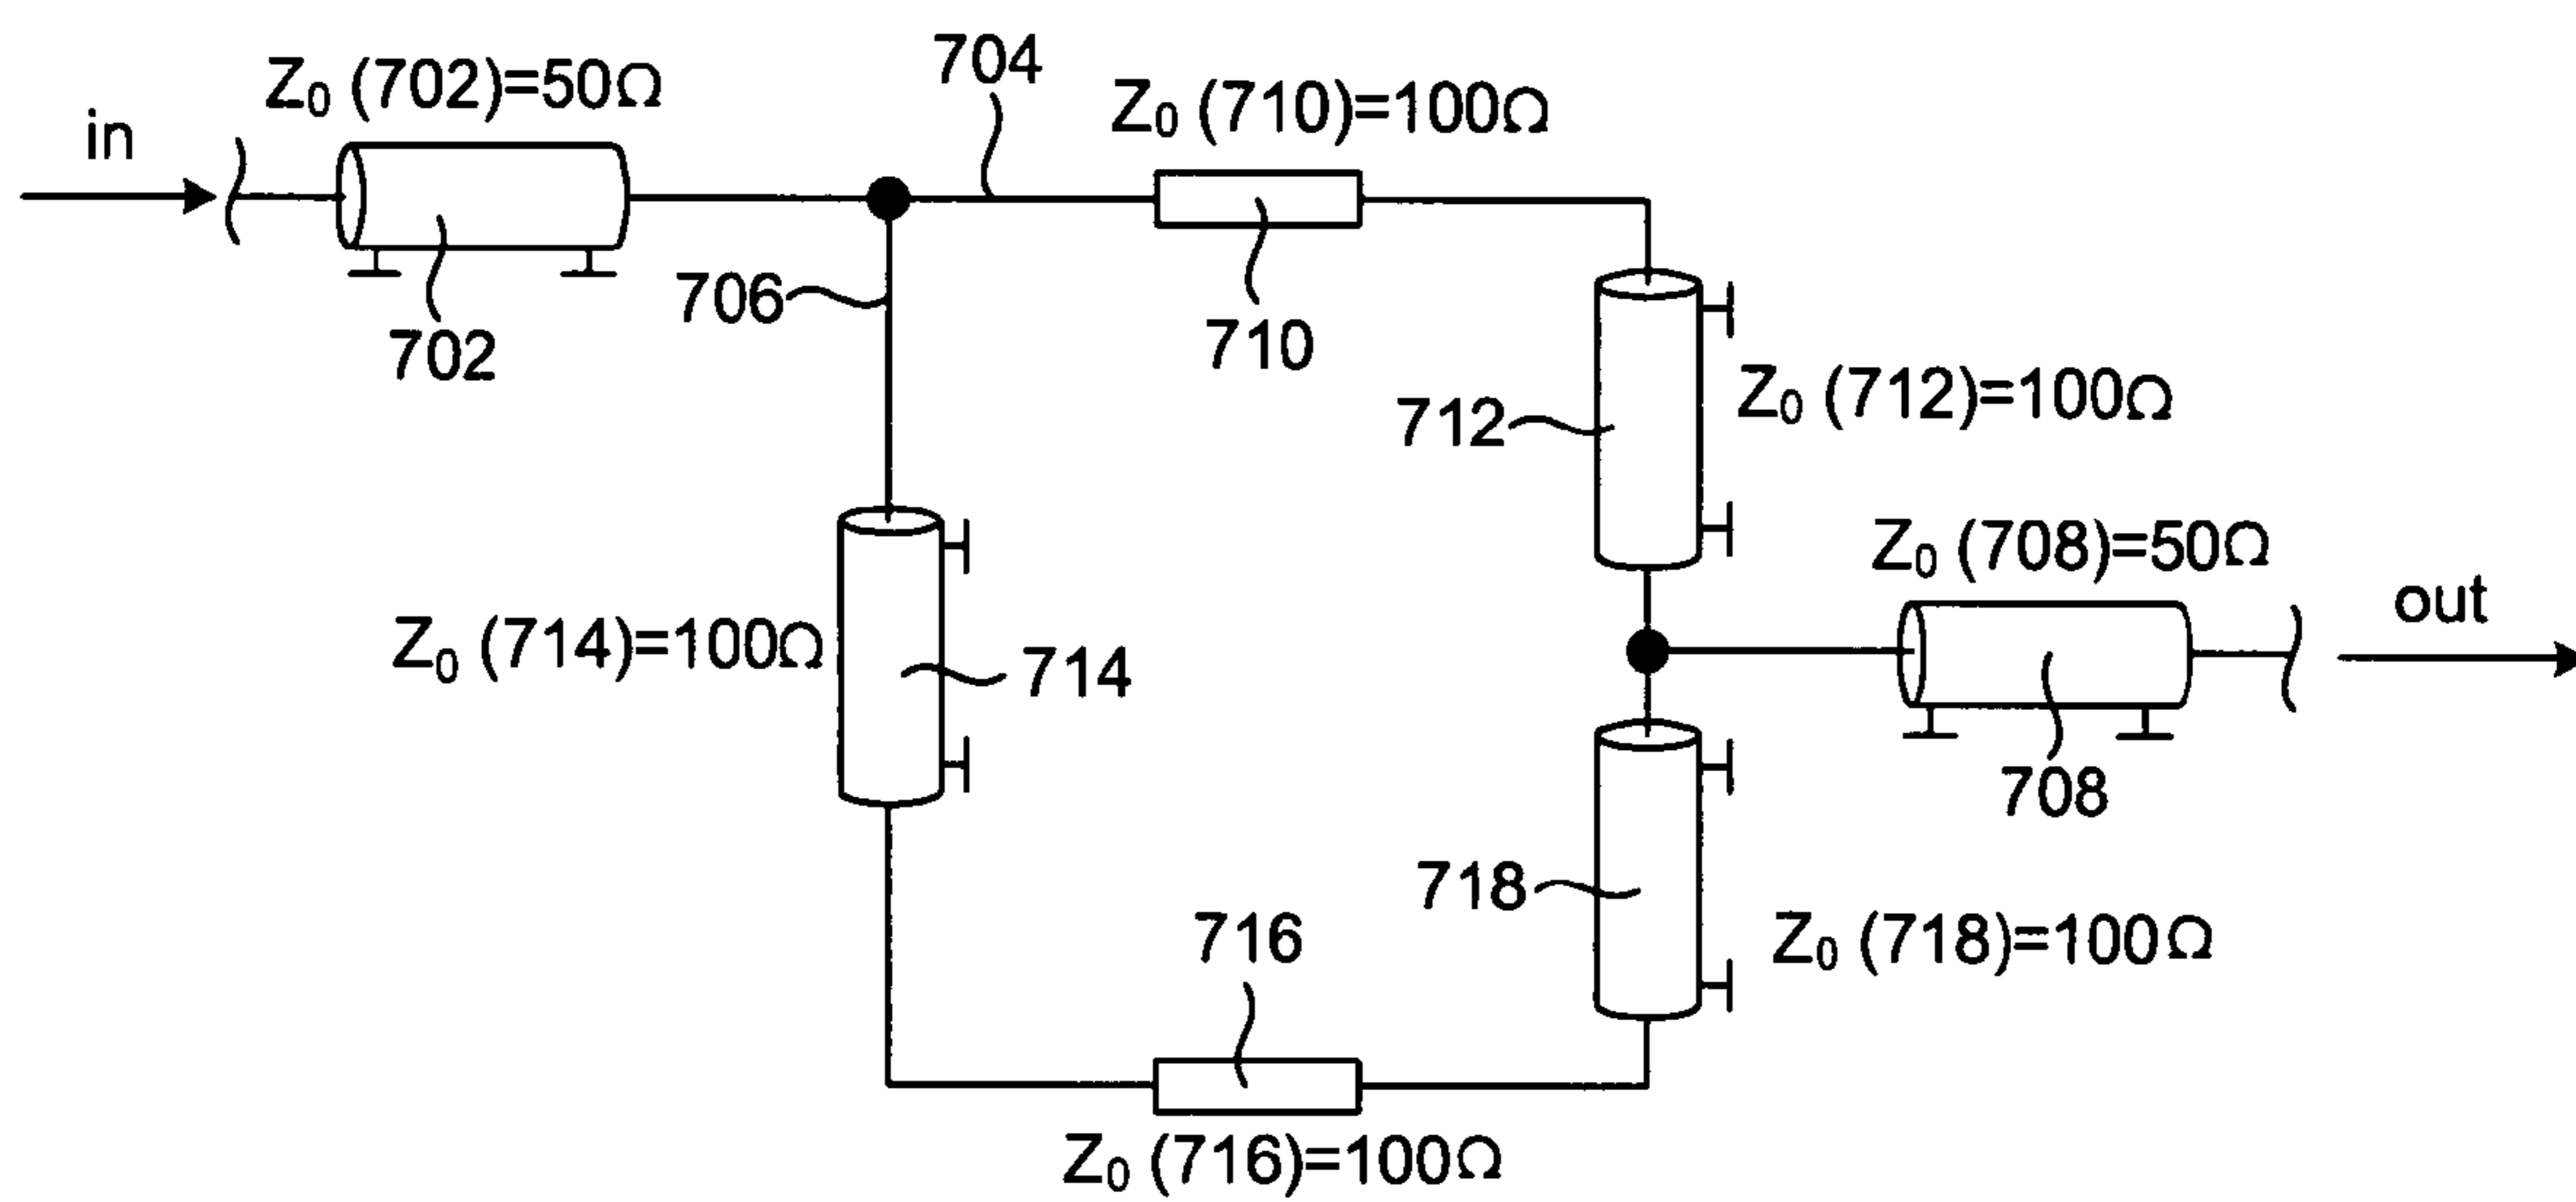 704
Z₀ (702)=50Ω
Z₀ (710)=100Ω
in
706
702
710
712
Z₀ (712)=100Ω
Z₀ (708)=50Ω
out
Z₀ (714)=100Ω
714
708
718
716
Z₀ (718)=100Ω
Z₀ (716)=100Ω